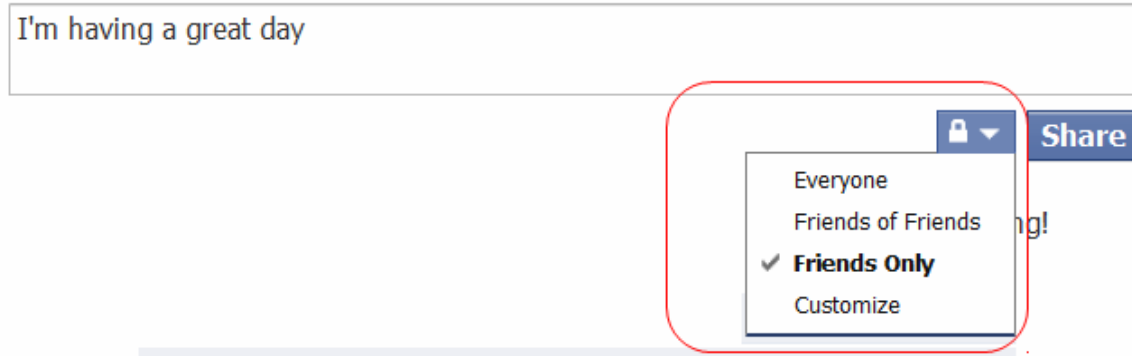 I'm having a great day
Share
Everyone
Friends of Friends
ng!
Friends Only
Customize